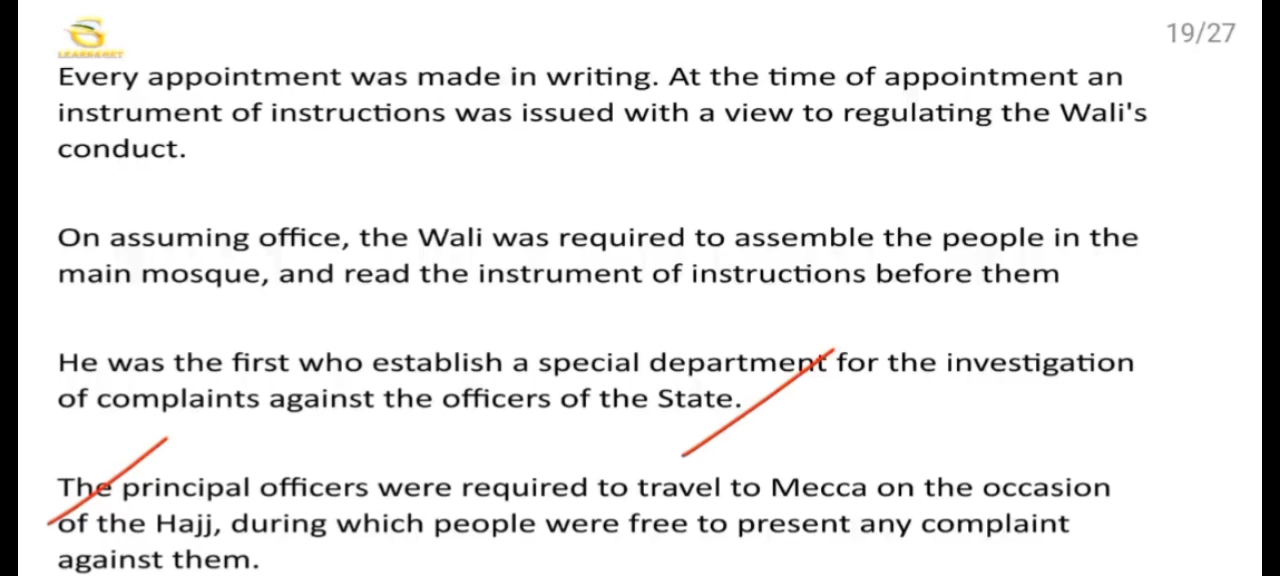 19/27
LEARN&GET
Every appointment was made in writing. At the time of appointment an
instrument of instructions was issued with a view to regulating the Wali's
conduct.
On assuming office, the Wali was required to assemble the people in the
main mosque, and read the instrument of instructions before them
He was the first who establish a special department for the investigation
of complaints against the officers of the State.
The principal officers were required to travel to Mecca on the occasion
of the Hajj, during which people were free to present any complaint
against them.